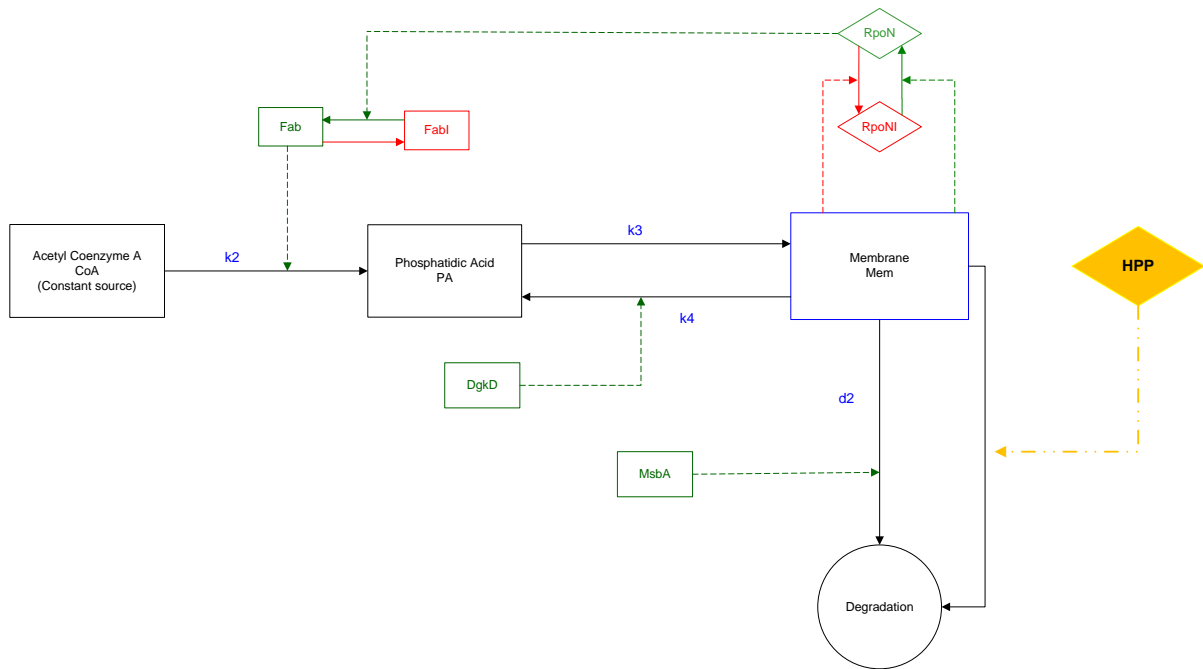 RpoN
Fab
FabI
RpoNI
Acetyl Coenzyme A
CoA
(Constant source)
k2
Phosphatidic Acid
PA
k3
k4
Membrane
Mem
HPP
DgkD
d2
MsbA
Degradation